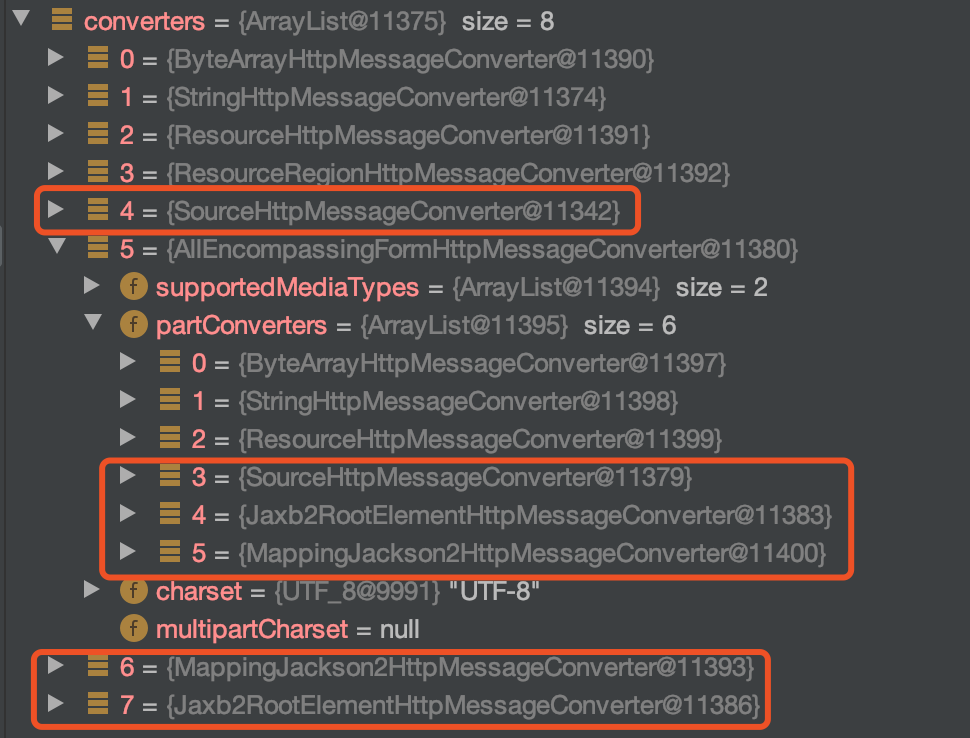 converters = {ArrayList@11375} size = 8
0 = {ByteArrayHttpMessageConverter@11390}
1 = {StringHttpMessageConverter@11374}
2 = {ResourceHttpMessageConverter@11391}
3 = {ResourceRegionHttpMessageConverter@11392}
4 = {SourceHttpMessageConverter@11342}
5 = {AllEncompassingFormHttpMessageConverter@11380}
f supportedMediaTypes = {ArrayList@11394} size = 2
f partConverters = {ArrayList@11395} size = 6
0 = {ByteArrayHttpMessageConverter@11397}
1 = {StringHttpMessageConverter@11398}
2 = {ResourceHttpMessageConverter@11399}
3 = {SourceHttpMessageConverter@11379}
4 = {Jaxb2RootElementHttpMessageConverter@11383}
5 = {MappingJackson2HttpMessageConverter@11400}
f charset = {UTF_8@9991} "UTF-8"
f multipartCharset = null
6 = {MappingJackson2HttpMessageConverter@11393}
7 = {Jaxb2RootElementHttpMessageConverter@11386}